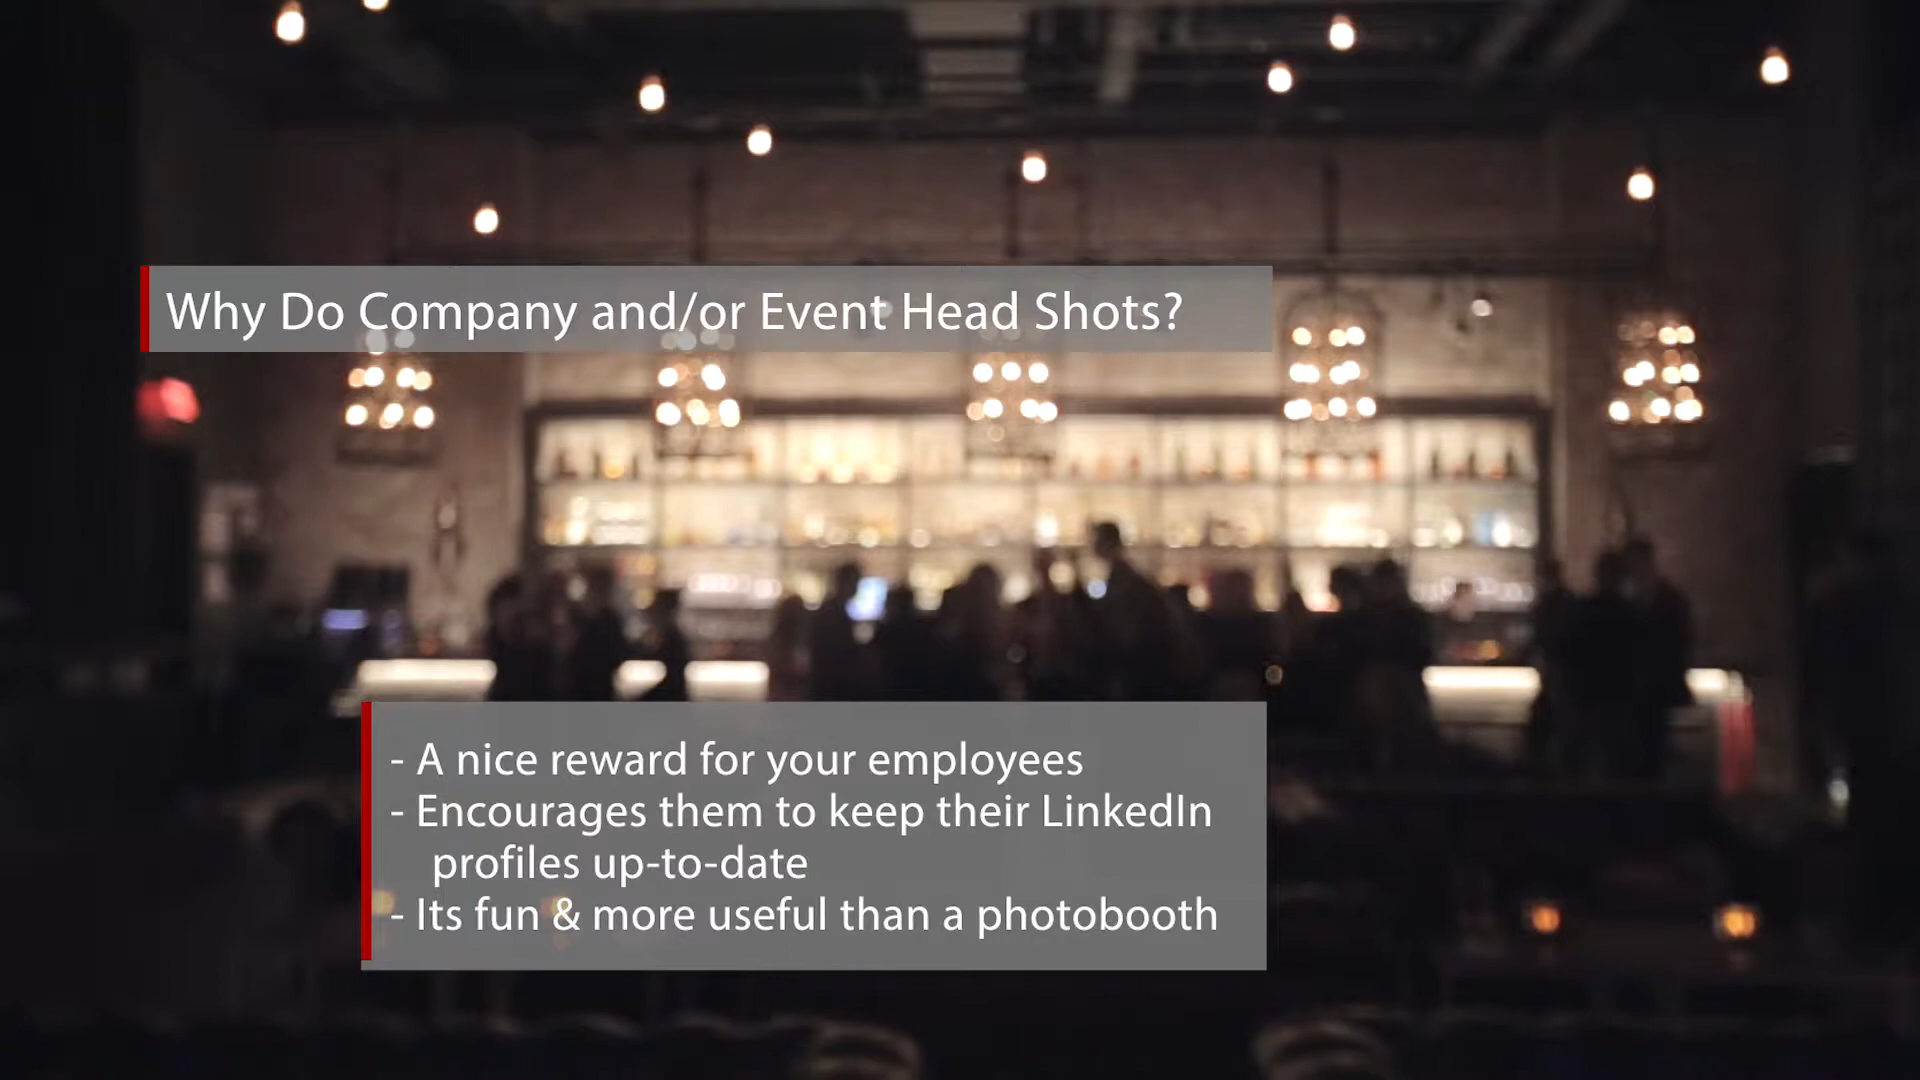 Why Do Company and/or Event Head Shots?
- A nice reward for your employees
- Encourages them to keep their LinkedIn
profiles up-to-date
- Its fun & more useful than a photobooth